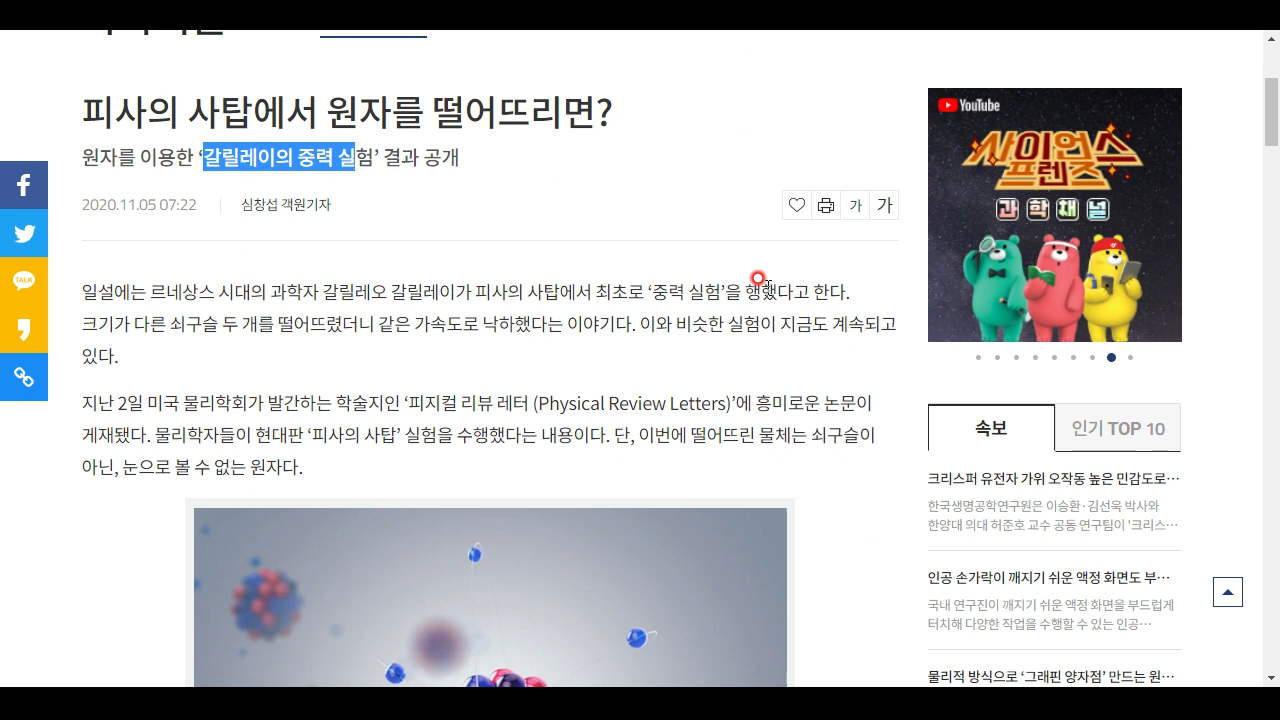 피사의 사탑에서 원자를 떨어뜨리면?
원자를 이용한 ‘갈릴레이의 중력 실험’ 결과 공개
2020.11.05 07:22
심창섭 객원기자
가
가
일설에는 르네상스 시대의 과학자 갈릴레오 갈릴레이가 피사의 사탑에서 최초로 ‘중력 실험’을 행했다고 한다.
크기가 다른 쇠구슬 두 개를 떨어뜨렸더니 같은 가속도로 낙하했다는 이야기다. 이와 비슷한 실험이 지금도 계속되고
있다.
지난 2일 미국 물리학회가 발간하는 학술지인 ‘피지컬 리뷰 레터 (Physical Review Letters)’에 흥미로운 논문이
게재됐다. 물리학자들이 현대판 ‘피사의 사탑’ 실험을 수행했다는 내용이다. 단, 이번에 떨어뜨린 물체는 쇠구슬이
아닌, 눈으로 볼 수 없는 원자다.
TALK
YouTube
사이언스
프렌즈
과학채널
속보
인기 TOP 10
크리스퍼 유전자 가위 오작동 높은 민감도로…
한국생명공학연구원은 이승환·김선욱 박사와
한양대 의대 허준호 교수 공동 연구팀이 '크리스…
인공 손가락이 깨지기 쉬운 액정 화면도 부…
국내 연구진이 깨지기 쉬운 액정 화면을 부드럽게
터치해 다양한 작업을 수행할 수 있는 인공…
물리적 방식으로 ‘그래핀 양자점’ 만드는 원…